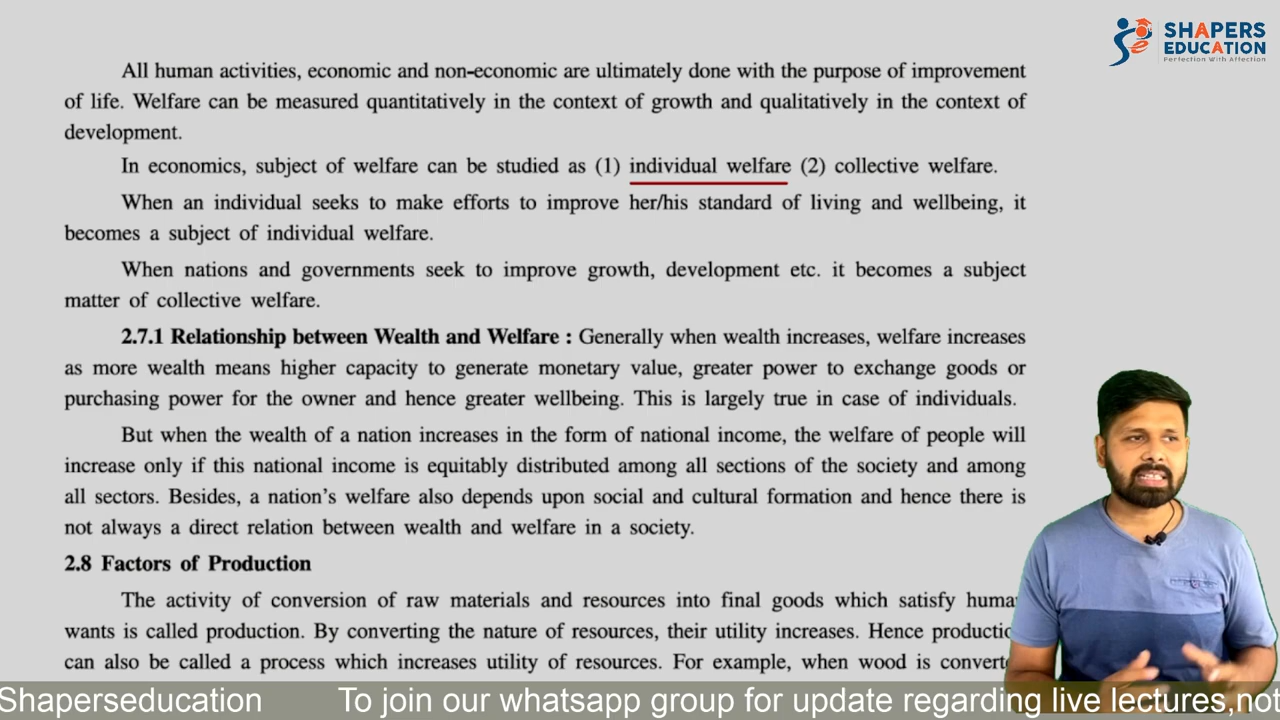 SHAPERS
EDUCATION
Perfection With Affection
All human activities, economic and non-economic are ultimately done with the purpose of improvement
of life. Welfare can be measured quantitatively in the context of growth and qualitatively in the context of
development.
In economics, subject of welfare can be studied as (1) individual welfare (2) collective welfare.
When an individual seeks to make efforts to improve her/his standard of living and wellbeing, it
becomes a subject of individual welfare.
When nations and governments seek to improve growth, development etc. it becomes a subject
matter of collective welfare.
2.7.1 Relationship between Wealth and Welfare : Generally when wealth increases, welfare increases
as more wealth means higher capacity to generate monetary value, greater power to exchange goods or
purchasing power for the owner and hence greater wellbeing. This is largely true in case of individuals.
But when the wealth of a nation increases in the form of national income, the welfare of people will
increase only if this national income is equitably distributed among all sections of the society and among
all sectors. Besides, a nation's welfare also depends upon social and cultural formation and hence there is
not always a direct relation between wealth and welfare in a society.
2.8 Factors of Production
The activity of conversion of raw materials and resources into final goods which satisfy huma
wants is called production. By converting the nature of resources, their utility increases. Hence productio
can also be called a process which increases utility of resources. For example, when wood is convert
Shaperseducation To join our whatsapp group for update regarding live lectures,not